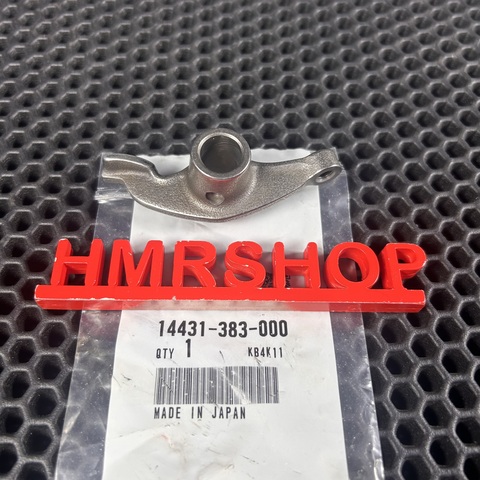 HMRSHOP
14431-383-000
QTY 1 KB4K11
MADE IN JAPAN